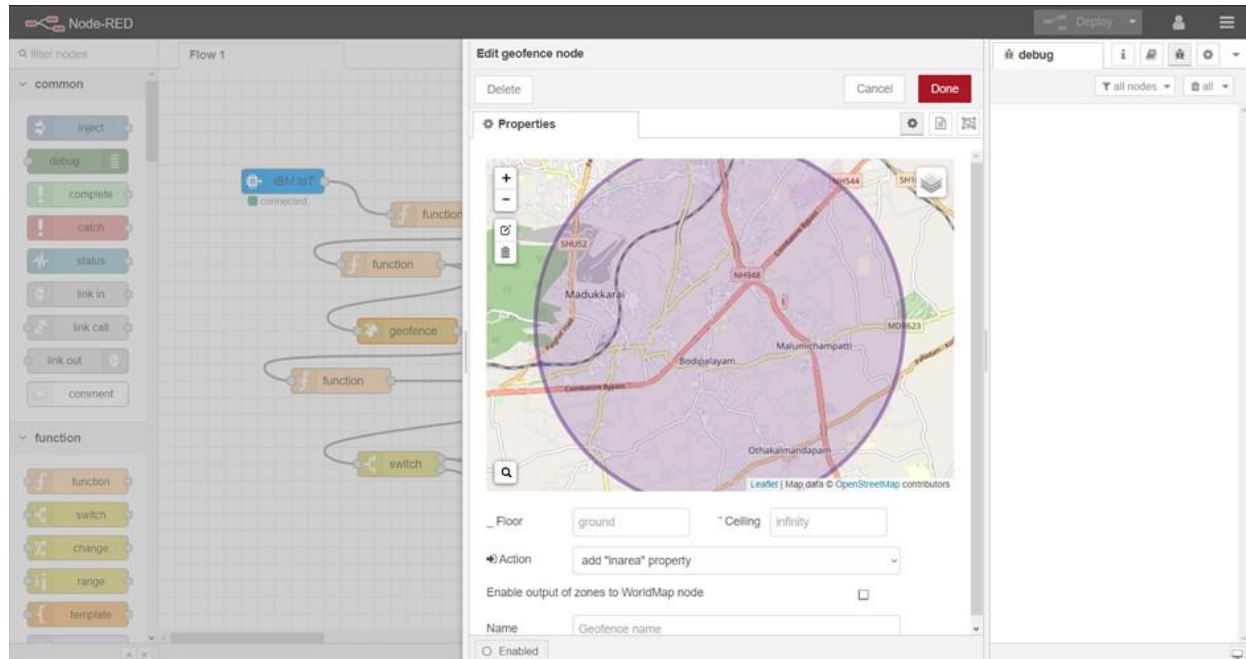 Node-RED
Deploy
filter nodes
Flow 1
Edit geofence node
debug
Delete
Cancel
Done
all nodes
all
common
Properties
inject
debug
complete
catch
status
link in
link call
link out
comment
function
function
switch
change
range
template
IBM IoT
connected
function
function
geofence
function
switch
+
−
NH544
SHU52
NH948
Madukkarai
MDR623
Malumichampatti
Bodipalayam
Coimbatore Bypass
Coimbatore Bypass
Othakalmandapam
Leaflet | Map data © OpenStreetMap contributors
_ Floor
ground
Ceiling
infinity
Action
add "inarea" property
Enable output of zones to WorldMap node
Name
Geofence name
Enabled